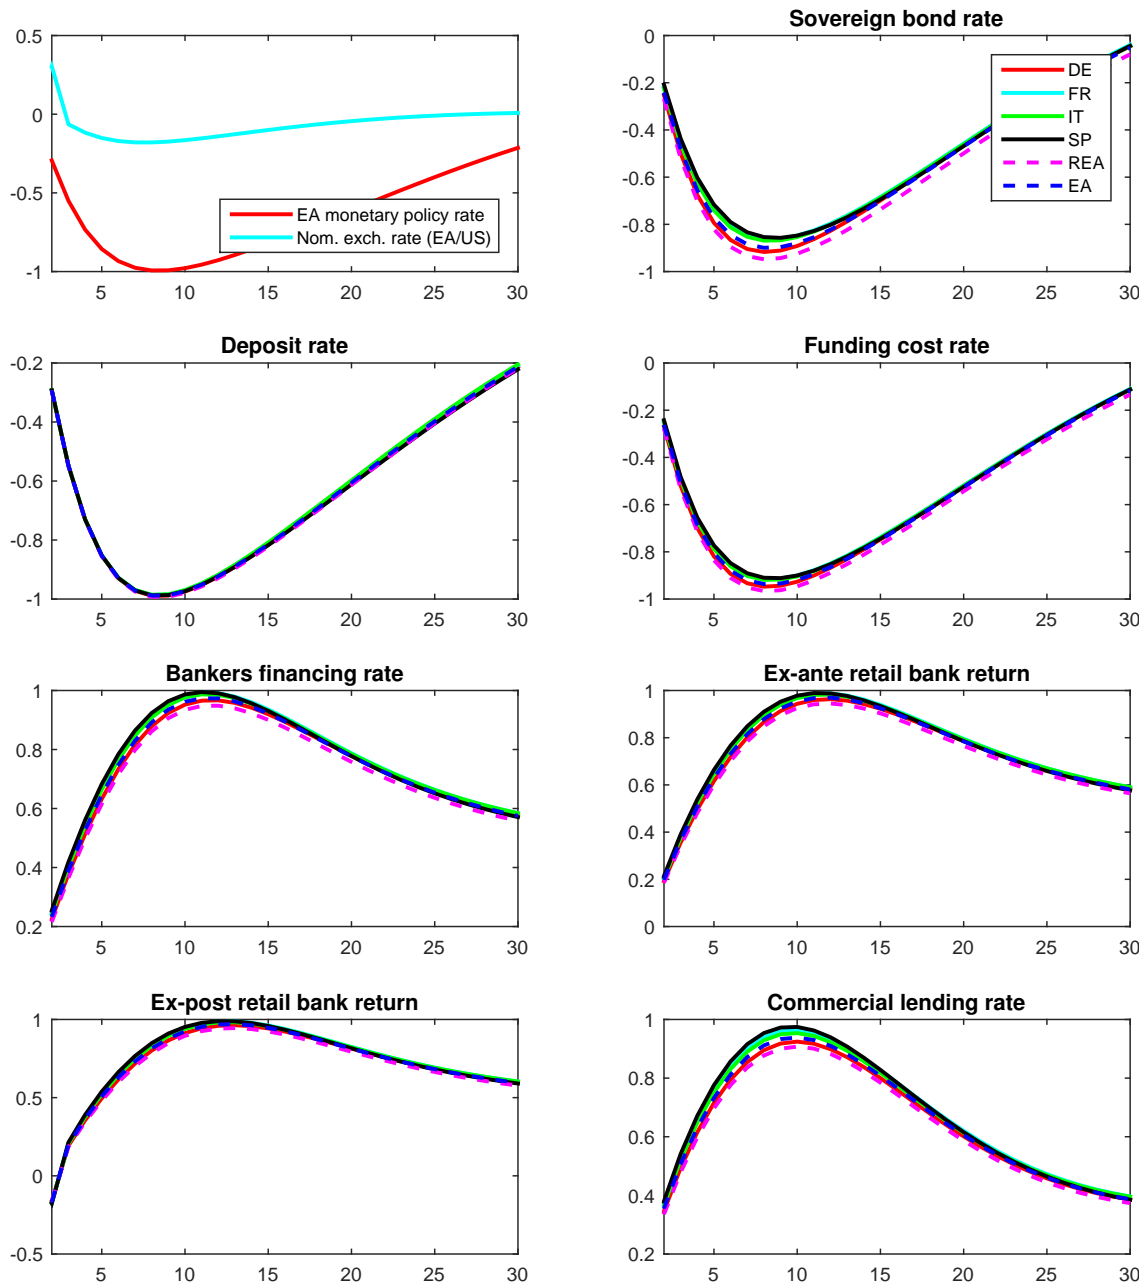 0.5
0
-0.5
-1
5 10 15 20 25 30
EA monetary policy rate
Nom. exch. rate (EA/US)
Sovereign bond rate
0
-0.2
-0.4
-0.6
-0.8
-1
5 10 15 20 25 30
DE
FR
IT
SP
REA
EA
Deposit rate
-0.2
-0.4
-0.6
-0.8
-1
5 10 15 20 25 30
Funding cost rate
0
-0.2
-0.4
-0.6
-0.8
-1
5 10 15 20 25 30
Bankers financing rate
1
0.8
0.6
0.4
0.2
5 10 15 20 25 30
Ex-ante retail bank return
1
0.8
0.6
0.4
0.2
0
5 10 15 20 25 30
Ex-post retail bank return
1
0.5
0
-0.5
5 10 15 20 25 30
Commercial lending rate
1
0.8
0.6
0.4
0.2
5 10 15 20 25 30